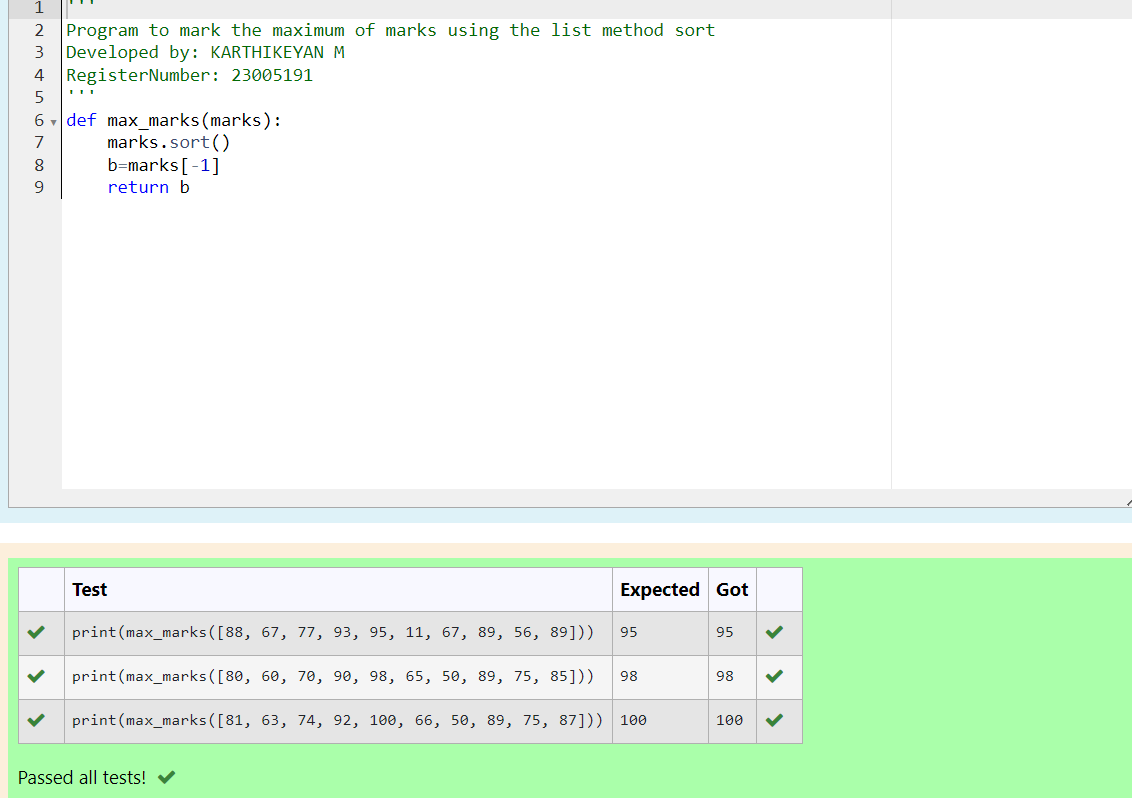 1 '''
2 Program to mark the maximum of marks using the list method sort
3 Developed by: KARTHIKEYAN M
4 RegisterNumber: 23005191
5 '''
6 def max_marks(marks):
7     marks.sort()
8     b=marks[-1]
9     return b
Test Expected Got
print(max_marks([88, 67, 77, 93, 95, 11, 67, 89, 56, 89])) 95 95
print(max_marks([80, 60, 70, 90, 98, 65, 50, 89, 75, 85])) 98 98
print(max_marks([81, 63, 74, 92, 100, 66, 50, 89, 75, 87])) 100 100
Passed all tests!